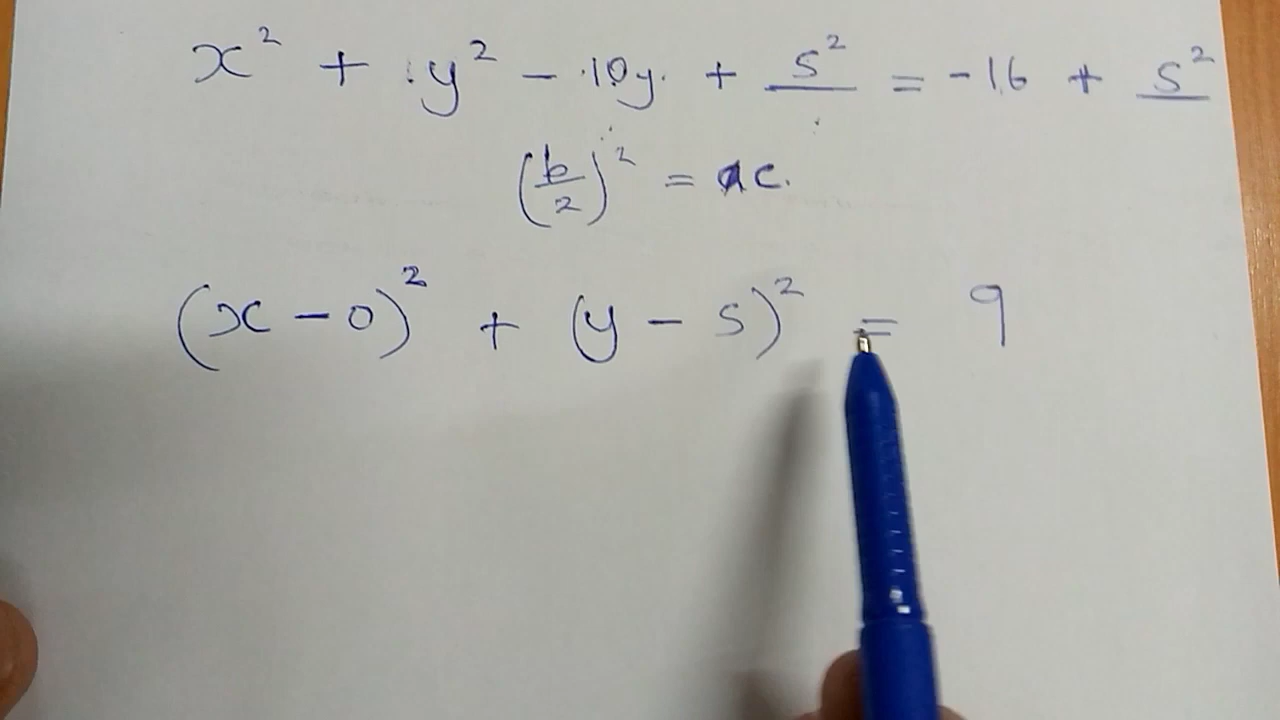 x² + y² - 10y + 5² = -16 + 5²
(b/2)² = ac.
(x - 0)² + (y - 5)² = 9